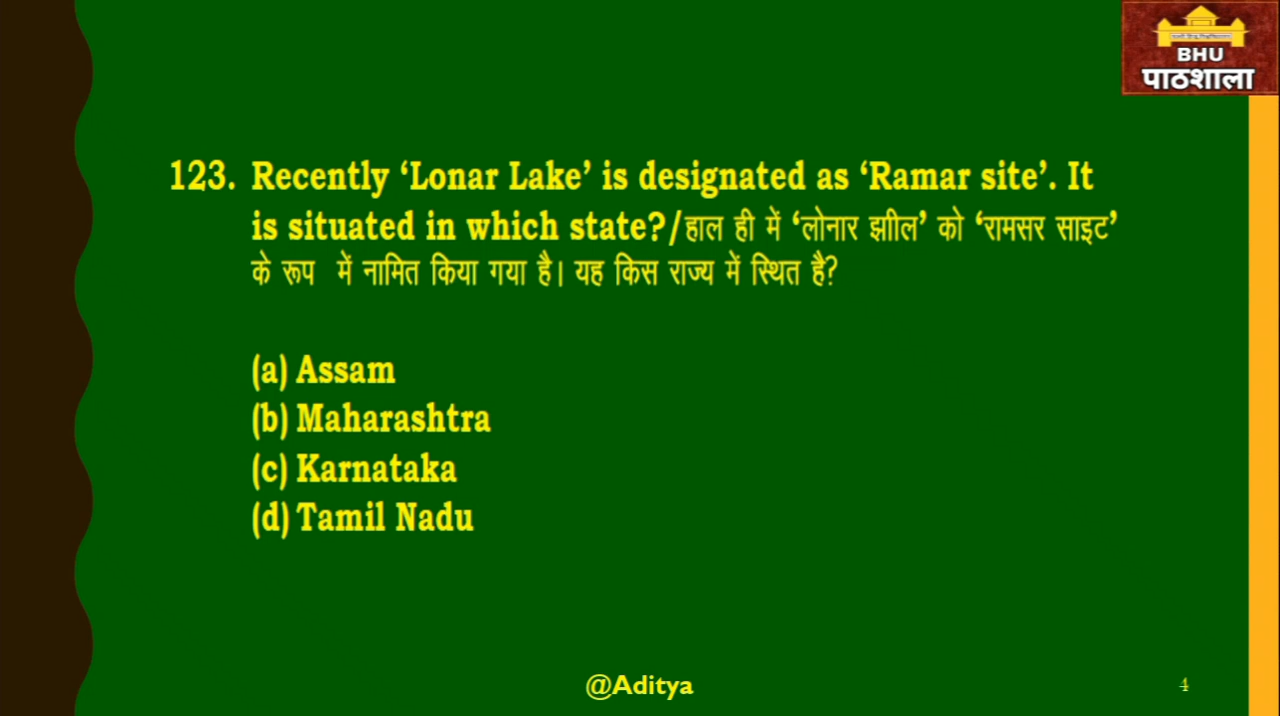 BHU
पाठशाला
123. Recently ‘Lonar Lake’ is designated as ‘Ramar site’. It
is situated in which state?/हाल ही में ‘लोनार झाील’ को ‘रामसर साइट’
के रूप में नामित किया गया है। यह किस राज्य में स्थित है?
(a) Assam
(b) Maharashtra
(c) Karnataka
(d) Tamil Nadu
@Aditya
4